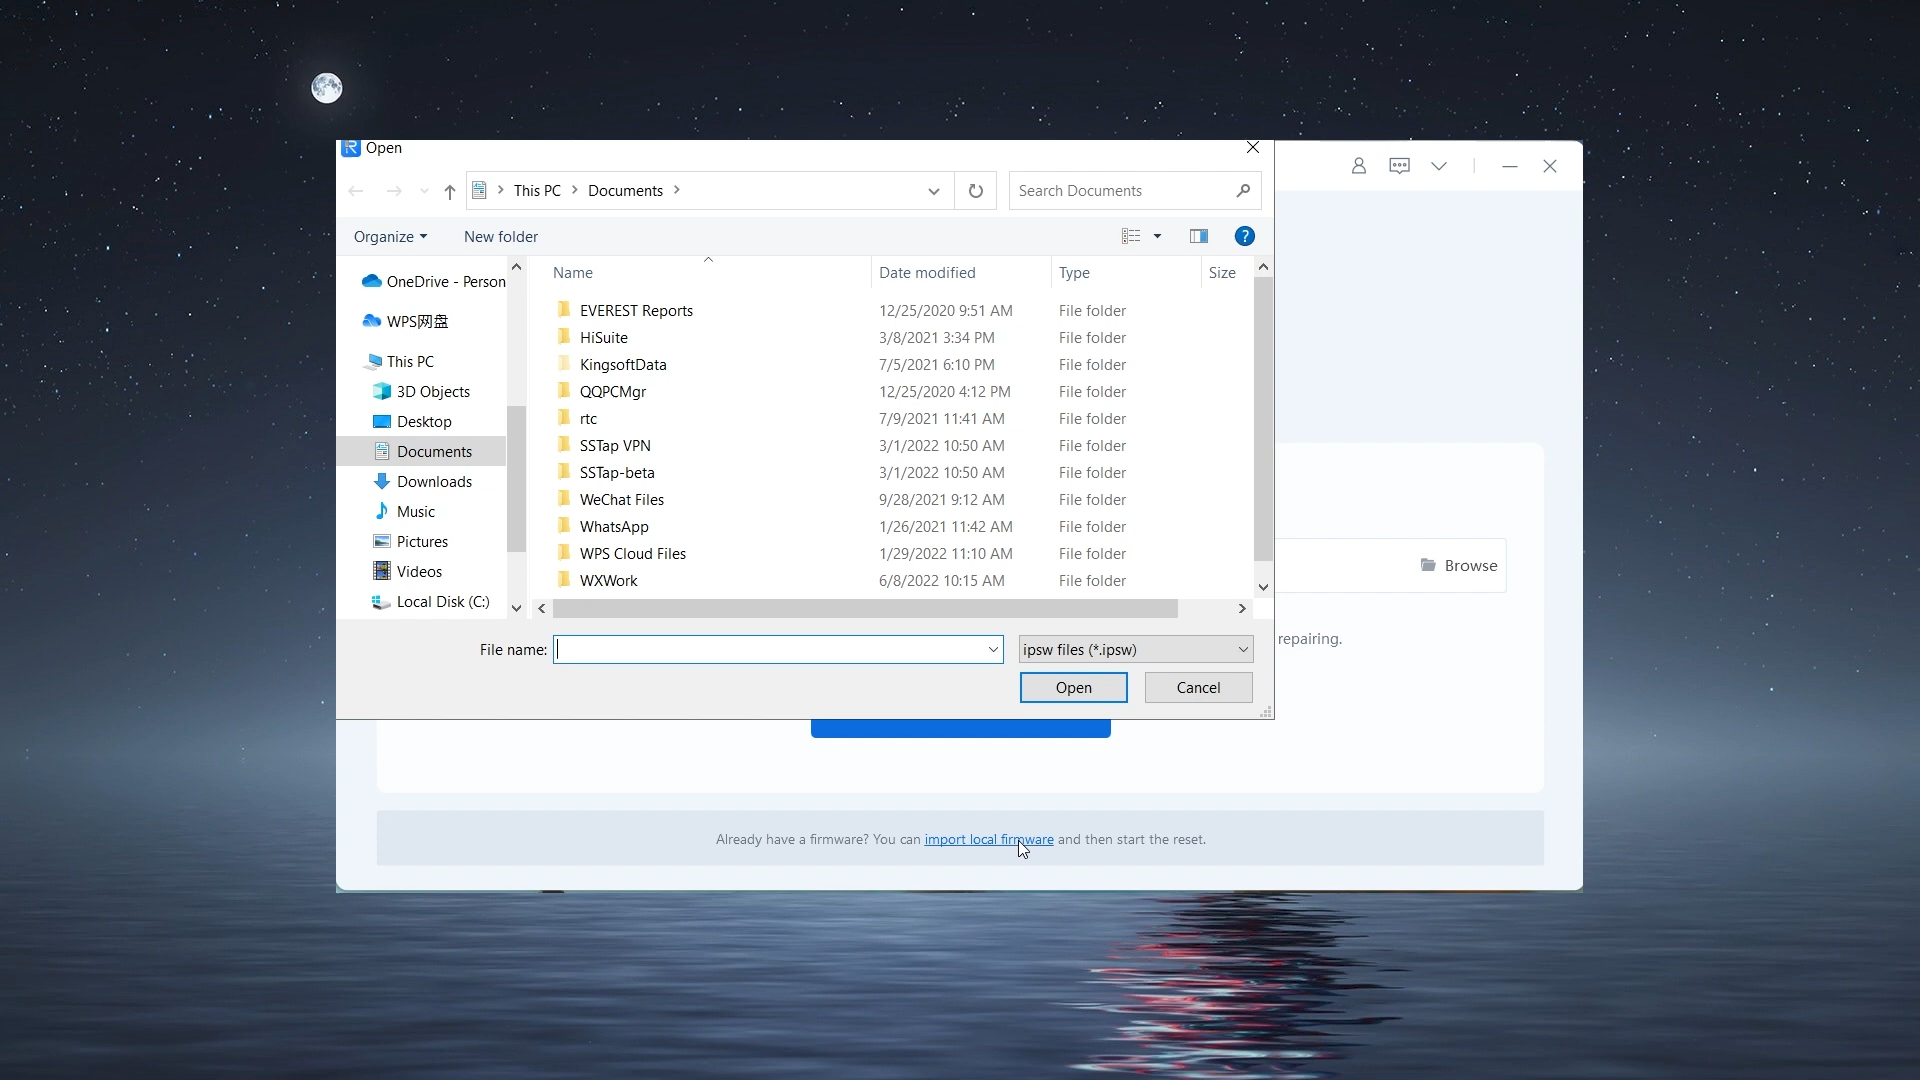 Open
This PC > Documents >
Search Documents
Organize
New folder
Name Date modified Type Size
OneDrive - Person
WPS网盘
This PC
3D Objects
Desktop
Documents
Downloads
Music
Pictures
Videos
Local Disk (C:)
EVEREST Reports 12/25/2020 9:51 AM File folder
HiSuite 3/8/2021 3:34 PM File folder
KingsoftData 7/5/2021 6:10 PM File folder
QQPCMgr 12/25/2020 4:12 PM File folder
rtc 7/9/2021 11:41 AM File folder
SSTap VPN 3/1/2022 10:50 AM File folder
SSTap-beta 3/1/2022 10:50 AM File folder
WeChat Files 9/28/2021 9:12 AM File folder
WhatsApp 1/26/2021 11:42 AM File folder
WPS Cloud Files 1/29/2022 11:10 AM File folder
WXWork 6/8/2022 10:15 AM File folder
Browse
File name:
ipsw files (*.ipsw)
repairing.
Open
Cancel
Already have a firmware? You can import local firmware and then start the reset.